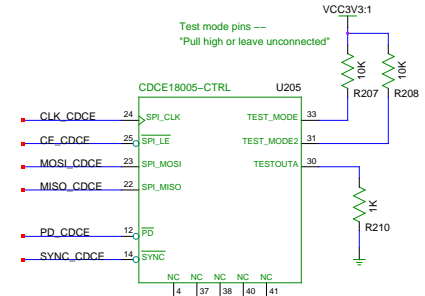 VCC3V3:1
Test mode pins --
"Pull high or leave unconnected"
10K
10K
R207
R208
CDCE18005-CTRL
U205
CLK_CDCE
24
SPI_CLK
TEST_MODE
33
CE_CDCE
25
SPI_LE
TEST_MODE2
31
MOSI_CDCE
23
SPI_MOSI
TESTOUTA
30
MISO_CDCE
22
SPI_MISO
1K
R210
PD_CDCE
12
PD
SYNC_CDCE
14
SYNC
NC
NC
NC
NC
NC
4
37
38
40
41